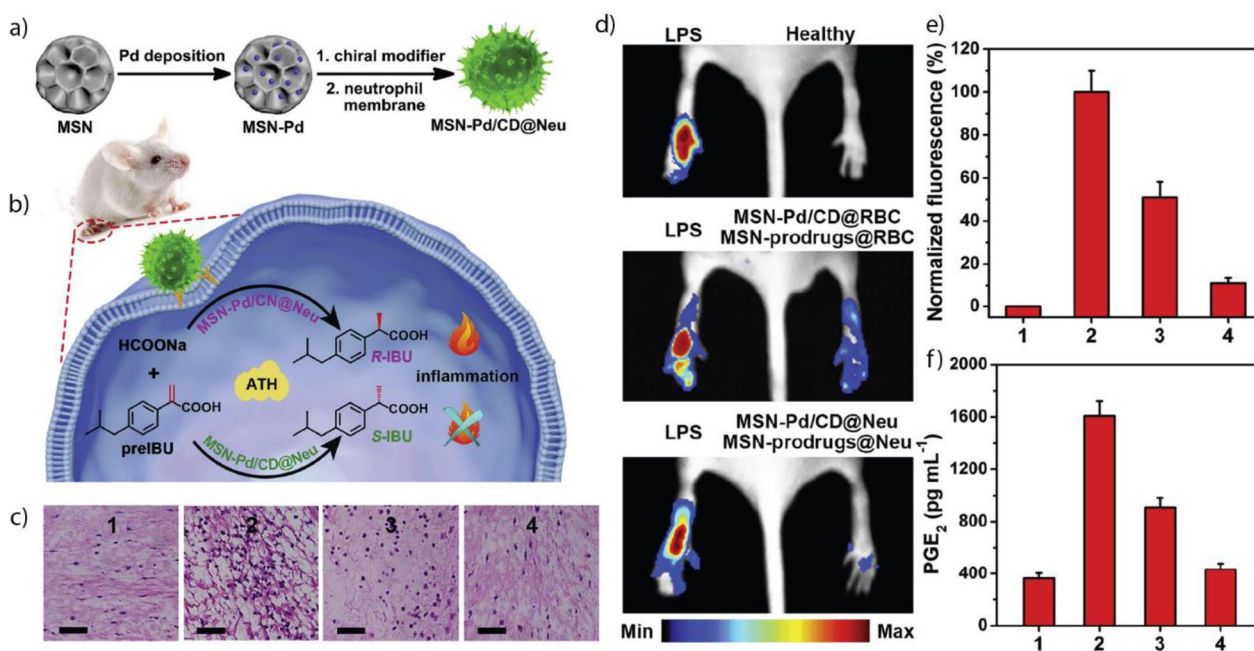 a)
Pd deposition
1. chiral modifier
2. neutrophil
membrane
MSN
MSN-Pd
MSN-Pd/CD@Neu
b)
MSN-Pd/CN@Neu
HCOONa
+
COOH
preIBU
ATH
COOH
R-IBU
inflammation
COOH
S-IBU
MSN-Pd/CD@Neu
c)
1
2
3
4
d)
LPS
Healthy
LPS
MSN-Pd/CD@RBC
MSN-prodrugs@RBC
LPS
MSN-Pd/CD@Neu
MSN-prodrugs@Neu
Min
Max
e)
Normalized fluorescence (%)
120
100
80
60
40
20
0
1 2 3 4
f)
PGE₂ (pg mL⁻¹)
2000
1600
1200
800
400
0
1 2 3 4